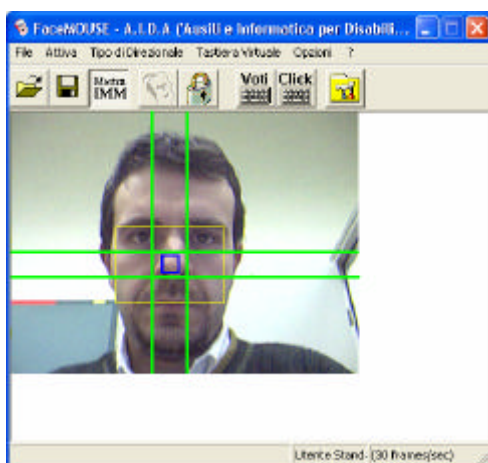 FaceMOUSE - A.I.D.A ('Ausili e Informatica per Disabili...
File Attiva Tipo di Direzionale Tastiera Virtuale Opzioni ?
Mostra IMM Voti Click
Utente Stand. (30 frames/sec)